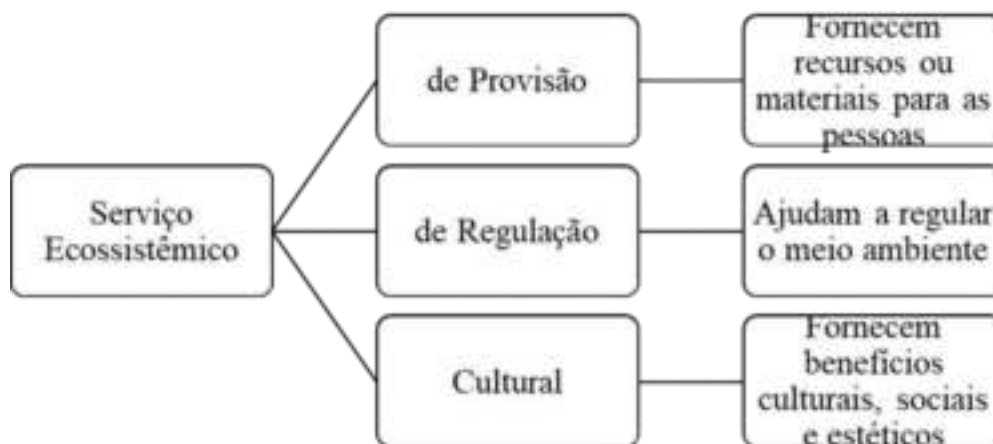 Serviço
Ecossistêmico
de Provisão
Fornecem
recursos ou
materiais para as
pessoas
de Regulação
Ajudam a regular
o meio ambiente
Cultural
Fornecem
benefícios
culturais, sociais
e estéticos